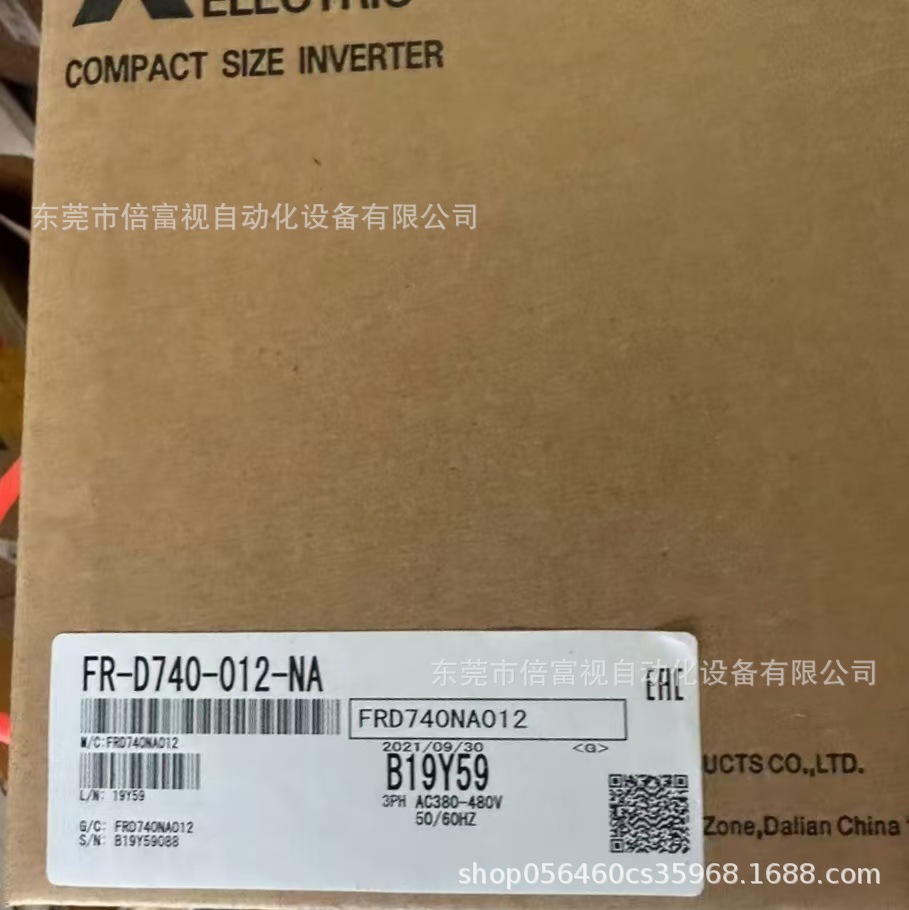 ELECTRIC
COMPACT SIZE INVERTER
东莞市倍富视自动化设备有限公司
FR-D740-012-NA
东莞市倍富视自动化设备有限公司
EAC
FRD740NA012
M/C:FRD740NA012
2021/09/30 <G>
B19Y59
L/N: 19Y59
3PH AC380-480V
50/60HZ
UCTS CO.,LTD.
G/C: FRD740NA012
S/N: B19Y59088
Zone,Dalian China
shop056460cs35968.1688.com